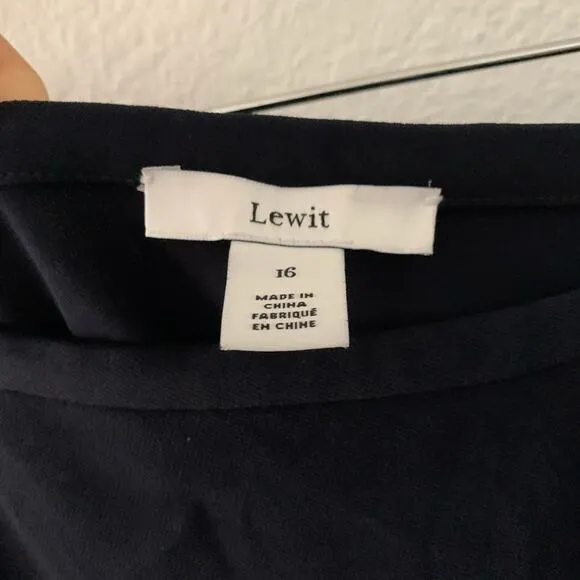 Lewit
16
MADE IN
CHINA
FABRIQUÉ
EN CHINE